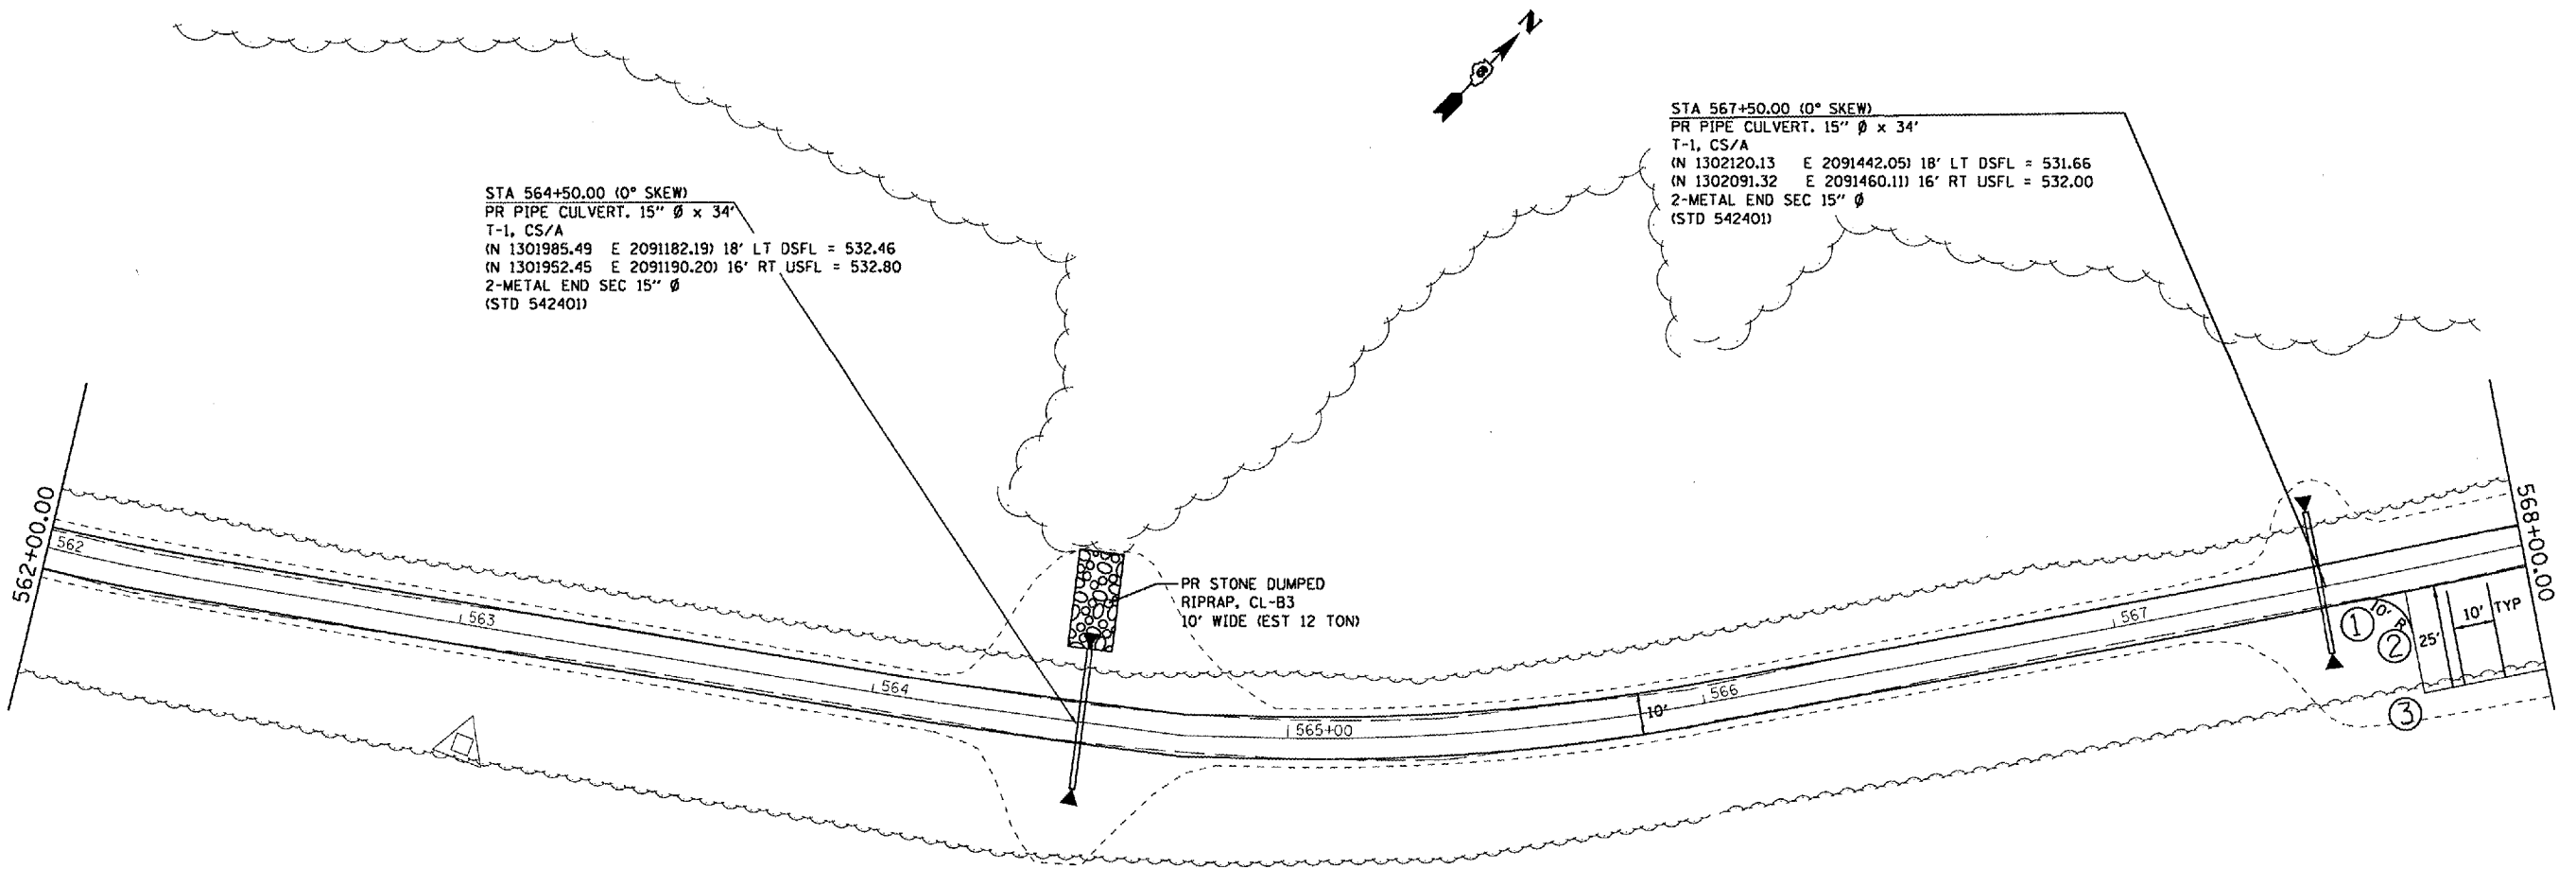 N
STA 564+50.00 (0° SKEW)
PR PIPE CULVERT. 15" Ø x 34'
T-1, CS/A
(N 1301985.49 E 2091182.19) 18' LT DSFL = 532.46
(N 1301952.45 E 2091190.20) 16' RT USFL = 532.80
2-METAL END SEC 15" Ø
(STD 542401)
STA 567+50.00 (0° SKEW)
PR PIPE CULVERT. 15" Ø x 34'
T-1, CS/A
(N 1302120.13 E 2091442.05) 18' LT DSFL = 531.66
(N 1302091.32 E 2091460.11) 16' RT USFL = 532.00
2-METAL END SEC 15" Ø
(STD 542401)
PR STONE DUMPED
RIPRAP, CL-B3
10' WIDE (EST 12 TON)
562+00.00
562
563
564
565+00
10'
566
567
568+00.00
10' R
1
2
25'
10' TYP
3